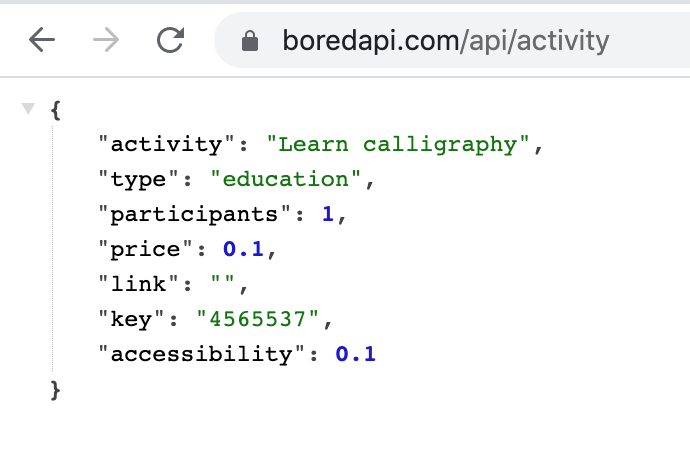 boredapi.com/api/activity
{
"activity": "Learn calligraphy",
"type": "education",
"participants": 1,
"price": 0.1,
"link": "",
"key": "4565537",
"accessibility": 0.1
}